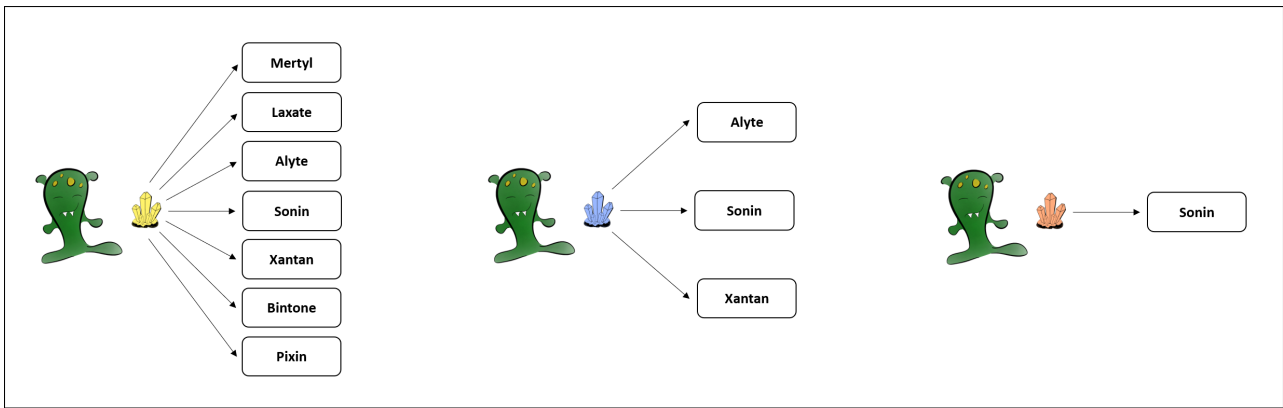 Mertyl
Laxate
Alyte
Sonin
Xantan
Bintone
Pixin
Alyte
Sonin
Xantan
Sonin